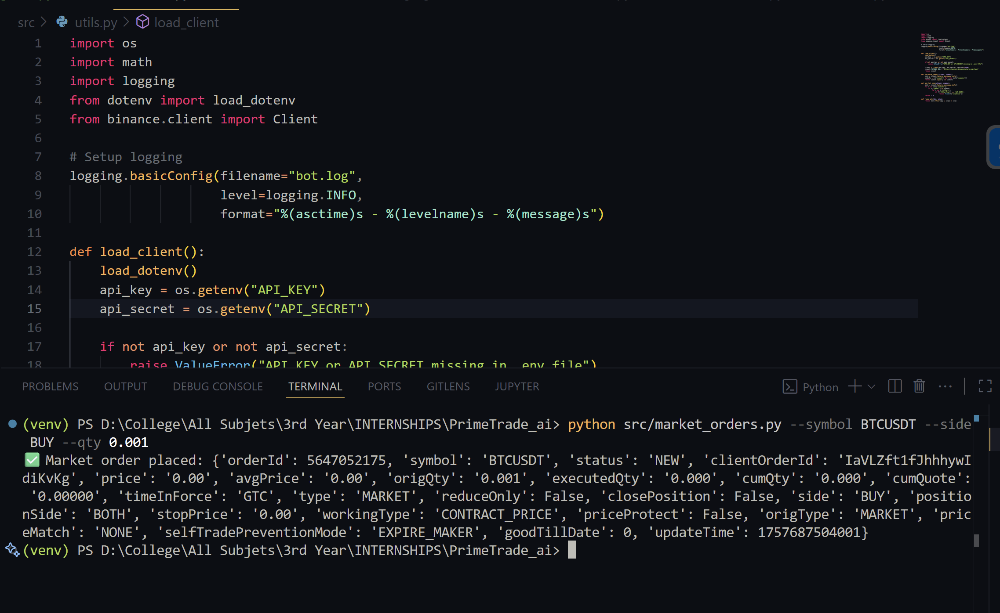 src > utils.py > load_client
1 import os
2 import math
3 import logging
4 from dotenv import load_dotenv
5 from binance.client import Client
6
7 # Setup logging
8 logging.basicConfig(filename="bot.log",
9 level=logging.INFO,
10 format="%(asctime)s - %(levelname)s - %(message)s")
11
12 def load_client():
13 load_dotenv()
14 api_key = os.getenv("API_KEY")
15 api_secret = os.getenv("API_SECRET")
16
17 if not api_key or not api_secret:
18 raise ValueError("API_KEY or API_SECRET missing in .env file")
PROBLEMS OUTPUT DEBUG CONSOLE TERMINAL PORTS GITLENS JUPYTER Python
(venv) PS D:\College\All Subjets\3rd Year\INTERNSHIPS\PrimeTrade_ai> python src/market_orders.py --symbol BTCUSDT --side
BUY --qty 0.001
✅ Market order placed: {'orderId': 5647052175, 'symbol': 'BTCUSDT', 'status': 'NEW', 'clientOrderId': 'IaVLZft1fJhhhywI
diKvKg', 'price': '0.00', 'avgPrice': '0.00', 'origQty': '0.001', 'executedQty': '0.000', 'cumQty': '0.000', 'cumQuote':
'0.00000', 'timeInForce': 'GTC', 'type': 'MARKET', 'reduceOnly': False, 'closePosition': False, 'side': 'BUY', 'positio
nSide': 'BOTH', 'stopPrice': '0.00', 'workingType': 'CONTRACT_PRICE', 'priceProtect': False, 'origType': 'MARKET', 'pric
eMatch': 'NONE', 'selfTradePreventionMode': 'EXPIRE_MAKER', 'goodTillDate': 0, 'updateTime': 1757687504001}
(venv) PS D:\College\All Subjets\3rd Year\INTERNSHIPS\PrimeTrade_ai>